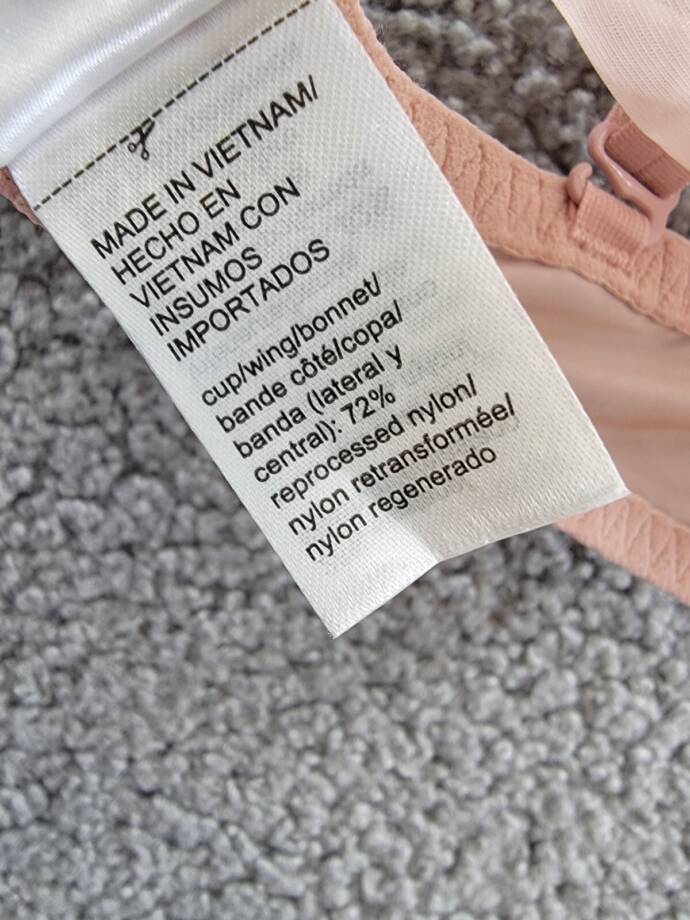 MADE IN VIETNAM/
HECHO EN
VIETNAM CON
INSUMOS
IMPORTADOS
cup/wing/bonnet/
bande côté/copa/
banda (lateral y
central): 72%
reprocessed nylon/
nylon retransformée/
nylon regenerado